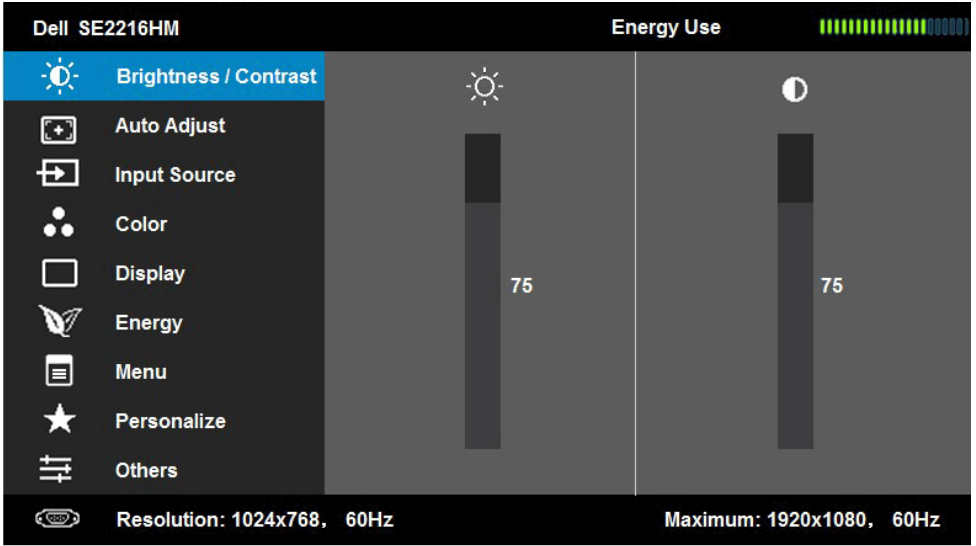 Dell SE2216HM
Energy Use
Brightness / Contrast
Auto Adjust
Input Source
Color
Display
Energy
Menu
Personalize
Others
75
75
Resolution: 1024x768, 60Hz
Maximum: 1920x1080, 60Hz